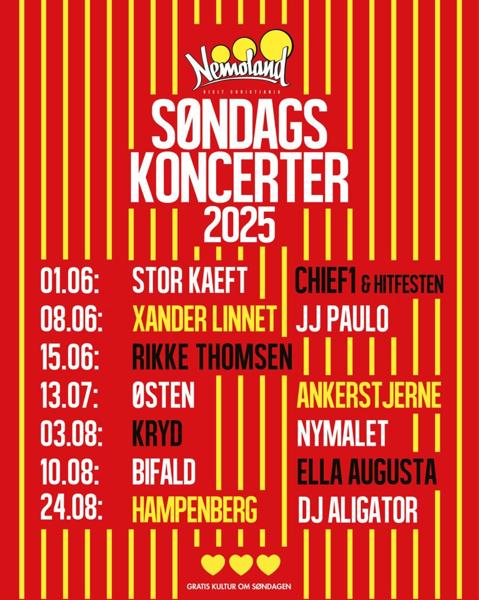 Nemoland
VISIT CHRISTIANIA
SØNDAGS
KONCERTER
2025
01.06: STOR KAEFT CHIEF1 & HITFESTEN
08.06: XANDER LINNET JJ PAULO
15.06: RIKKE THOMSEN
13.07: ØSTEN ANKERSTJERNE
03.08: KRYD NYMALET
10.08: BIFALD ELLA AUGUSTA
24.08: HAMPENBERG DJ ALIGATOR
GRATIS KULTUR OM SØNDAGEN